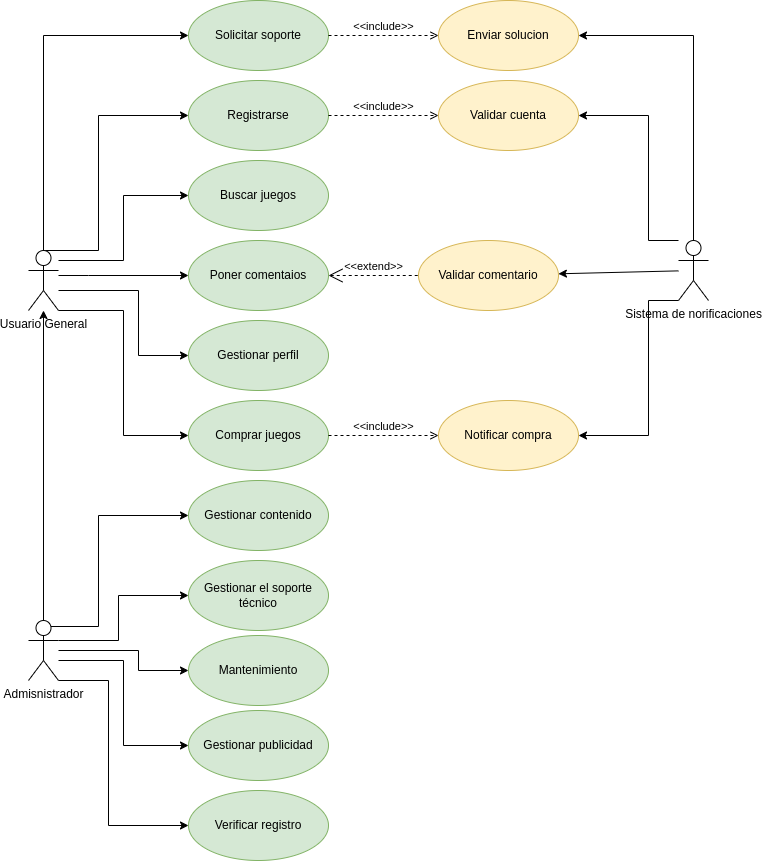 Solicitar soporte
<<include>>
Enviar solucion
Registrarse
<<include>>
Validar cuenta
Buscar juegos
Poner comentaios
<<extend>>
Validar comentario
Usuario General
Sistema de norificaciones
Gestionar perfil
Comprar juegos
<<include>>
Notificar compra
Gestionar contenido
Gestionar el soporte
técnico
Mantenimiento
Admisnistrador
Gestionar publicidad
Verificar registro